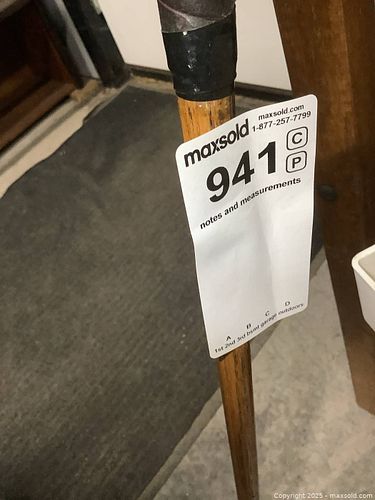 maxsold maxsold.com
1-877-257-7799
941 C
P
notes and measurements
A B C D
1st 2nd 3rd bsmt garage outdoors
Copyright 2025 - maxsold.com